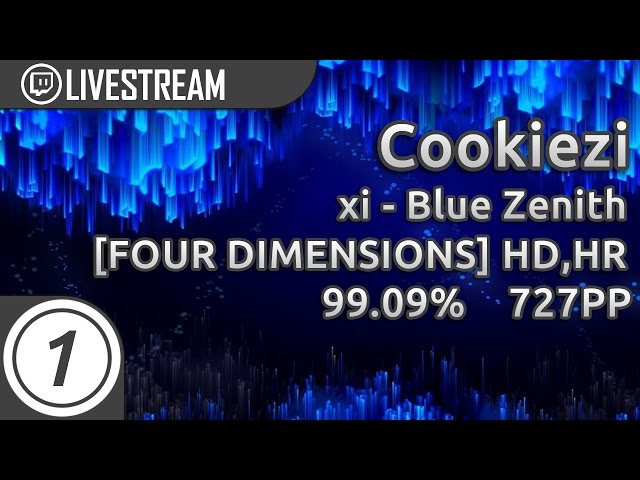 LIVESTREAM
Cookiezi
xi - Blue Zenith
[FOUR DIMENSIONS] HD,HR
99.09% 727PP
1